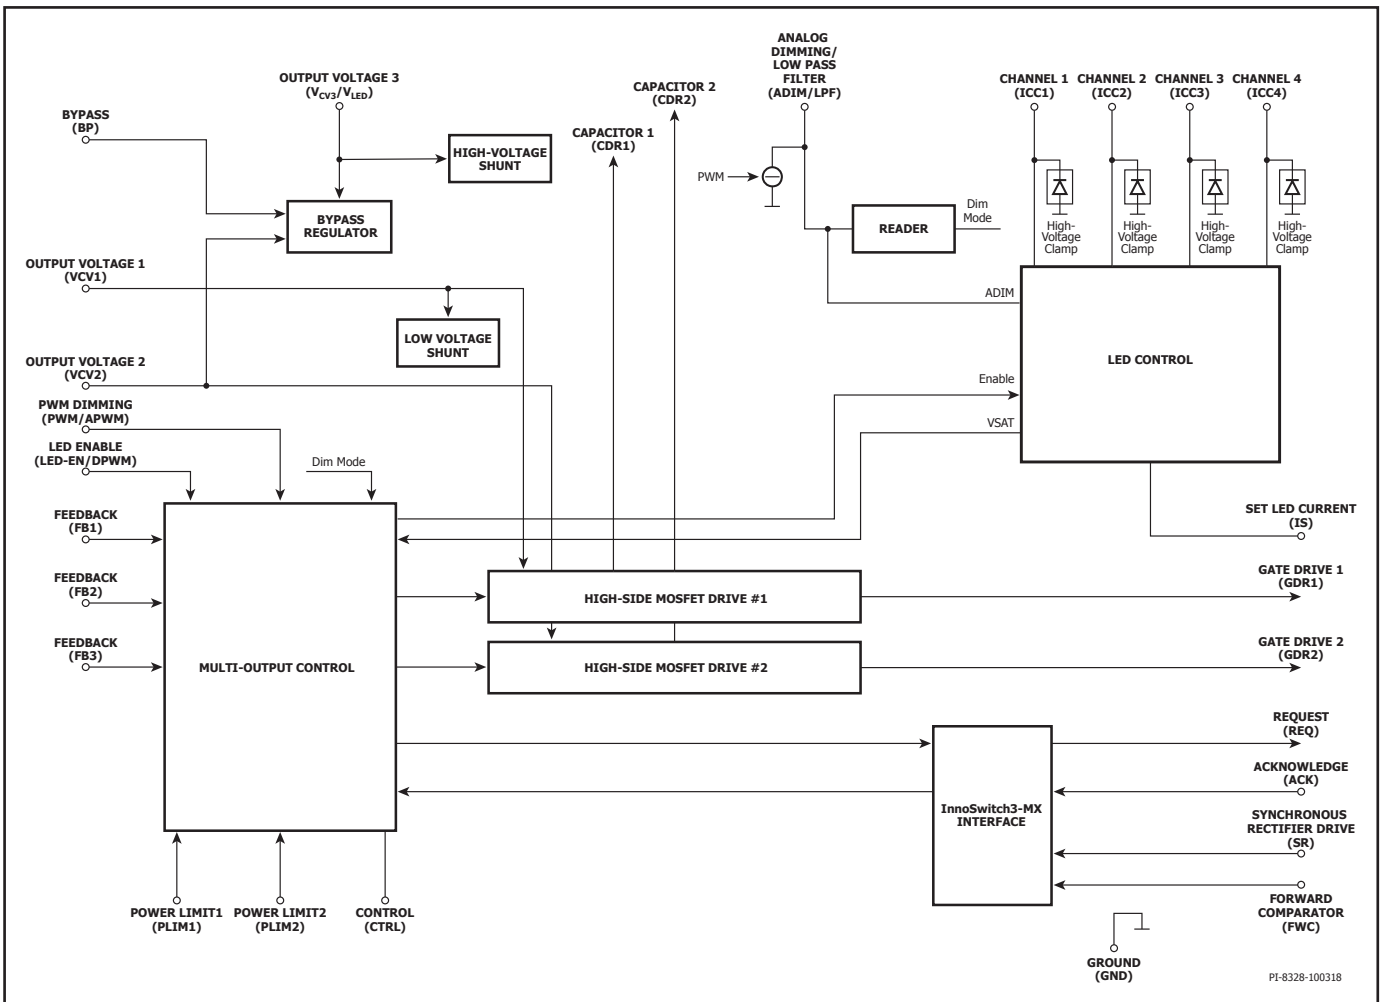 ANALOG
DIMMING/
LOW PASS
FILTER
(ADIM/LPF)
OUTPUT VOLTAGE 3
(VCV3/VLED)
CAPACITOR 2
(CDR2)
CHANNEL 1
(ICC1)
CHANNEL 2
(ICC2)
CHANNEL 3
(ICC3)
CHANNEL 4
(ICC4)
BYPASS
(BP)
CAPACITOR 1
(CDR1)
HIGH-VOLTAGE
SHUNT
PWM
BYPASS
REGULATOR
READER
Dim
Mode
High-
Voltage
Clamp
High-
Voltage
Clamp
High-
Voltage
Clamp
High-
Voltage
Clamp
OUTPUT VOLTAGE 1
(VCV1)
ADIM
LOW VOLTAGE
SHUNT
LED CONTROL
OUTPUT VOLTAGE 2
(VCV2)
Enable
PWM DIMMING
(PWM/APWM)
VSAT
LED ENABLE
(LED-EN/DPWM)
Dim Mode
FEEDBACK
(FB1)
SET LED CURRENT
(IS)
FEEDBACK
(FB2)
HIGH-SIDE MOSFET DRIVE #1
GATE DRIVE 1
(GDR1)
FEEDBACK
(FB3)
MULTI-OUTPUT CONTROL
HIGH-SIDE MOSFET DRIVE #2
GATE DRIVE 2
(GDR2)
REQUEST
(REQ)
ACKNOWLEDGE
(ACK)
InnoSwitch3-MX
INTERFACE
SYNCHRONOUS
RECTIFIER DRIVE
(SR)
POWER LIMIT1
(PLIM1)
POWER LIMIT2
(PLIM2)
CONTROL
(CTRL)
FORWARD
COMPARATOR
(FWC)
GROUND
(GND)
PI-8328-100318